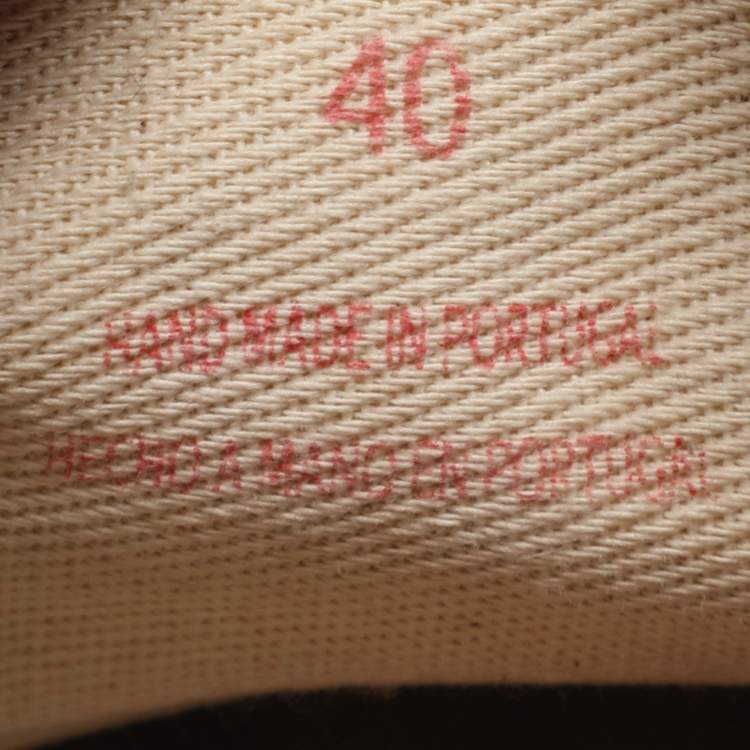 40
HAND MADE IN PORTUGAL
HECHO A MANO EN PORTUGAL